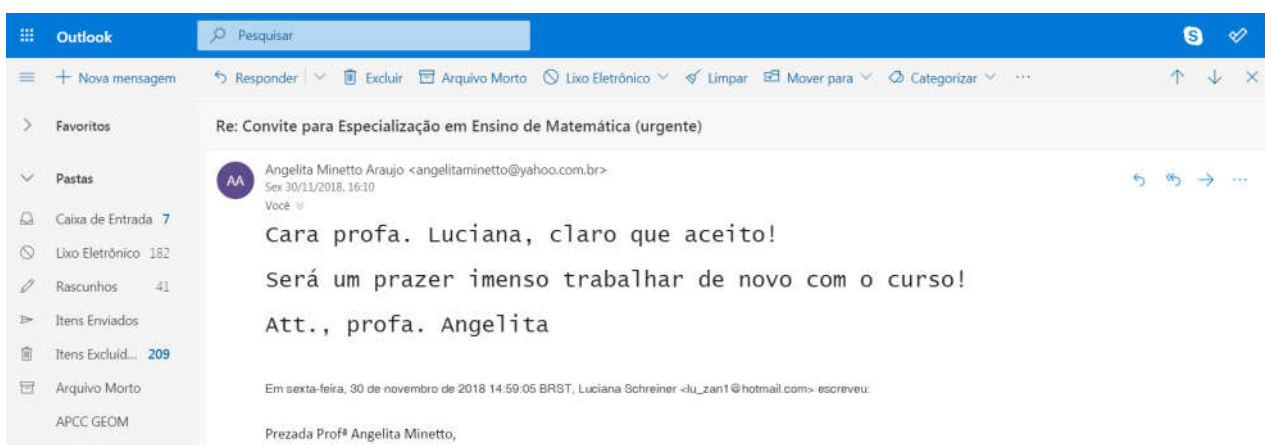 Outlook
Pesquisar
Nova mensagem
Responder Excluir Arquivo Morto Lixo Eletrônico Limpar Mover para Categorizar ...
Favoritos
Re: Convite para Especialização em Ensino de Matemática (urgente)
Pastas
AA
Angelita Minetto Araujo <angelitaminetto@yahoo.com.br>
Sex 30/11/2018, 16:10
Você
Caixa de Entrada 7
Lixo Eletrônico 182
Rascunhos 41
Itens Enviados
Itens Excluíd... 209
Arquivo Morto
APCC GEOM
Cara profa. Luciana, claro que aceito!
Será um prazer imenso trabalhar de novo com o curso!
Att., profa. Angelita
Em sexta-feira, 30 de novembro de 2018 14:59:05 BRST, Luciana Schreiner <lu_zan1@hotmail.com> escreveu:
Prezada Profª Angelita Minetto,